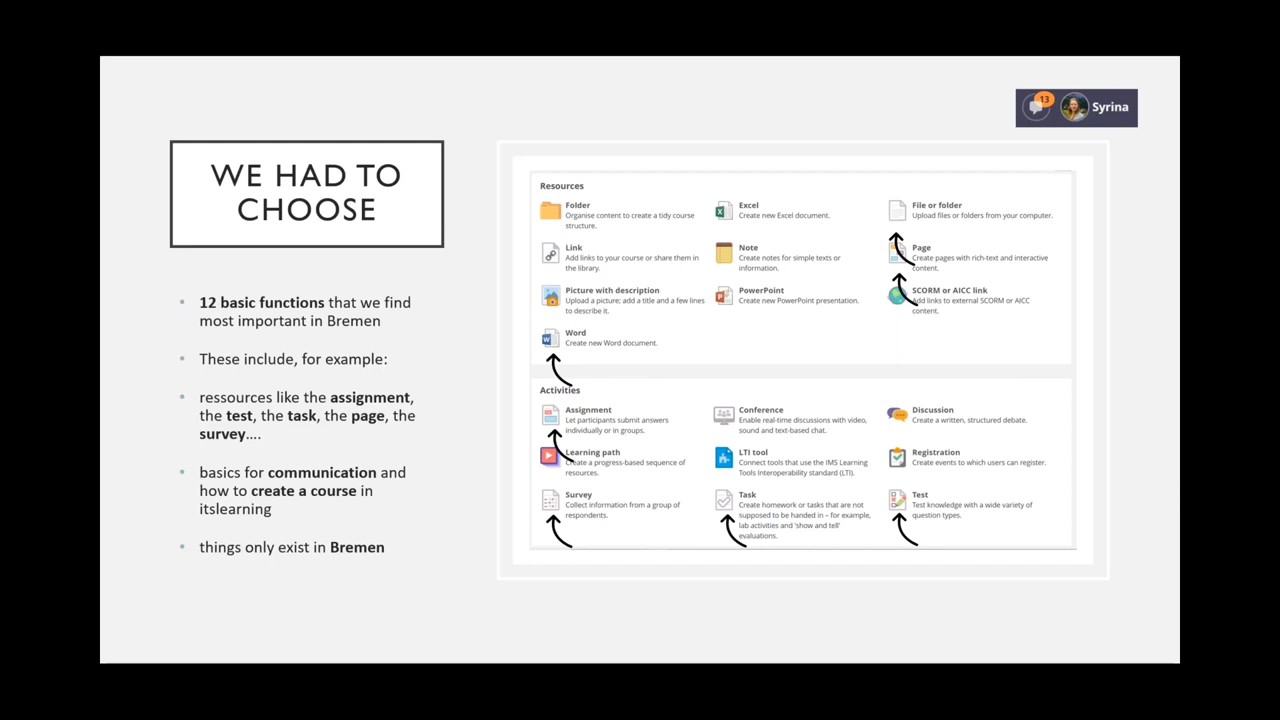 13
Syrina
WE HAD TO
CHOOSE
12 basic functions that we find
most important in Bremen
These include, for example:
ressources like the assignment,
the test, the task, the page, the
survey....
basics for communication and
how to create a course in
itslearning
things only exist in Bremen
Resources
Folder
Organise content to create a tidy course
structure.
Excel
Create new Excel document.
File or folder
Upload files or folders from your computer.
Link
Add links to your course or share them in
the library.
Note
Create notes for simple texts or
information.
Page
Create pages with rich-text and interactive
content.
Picture with description
Upload a picture; add a title and a few lines
to describe it.
PowerPoint
Create new PowerPoint presentation.
SCORM or AICC link
Add links to external SCORM or AICC
content.
Word
Create new Word document.
Activities
Assignment
Let participants submit answers
individually or in groups.
Conference
Enable real-time discussions with video,
sound and text-based chat.
Discussion
Create a written, structured debate.
Learning path
Create a progress-based sequence of
resources.
LTI tool
Connect tools that use the IMS Learning
Tools Interoperability standard (LTI).
Registration
Create events to which users can register.
Survey
Collect information from a group of
respondents.
Task
Create homework or tasks that are not
supposed to be handed in – for example,
lab activities and 'show and tell'
evaluations.
Test
Test knowledge with a wide variety of
question types.